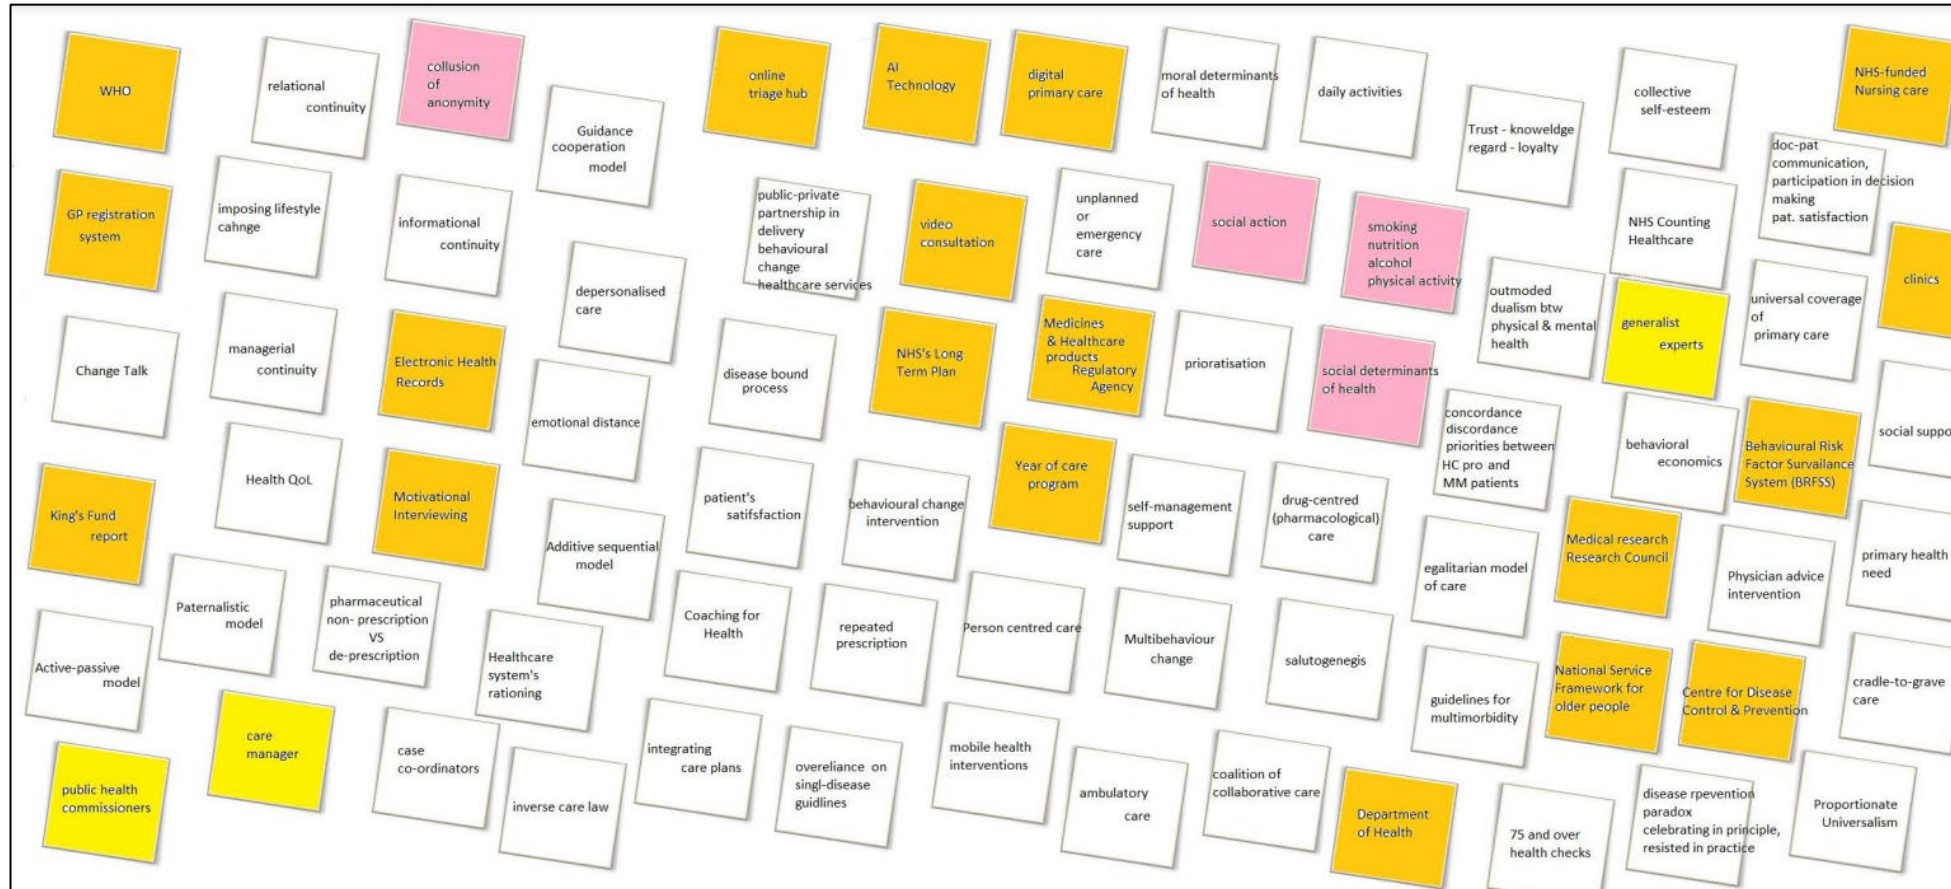 WHO
relational
continuity
collusion
of
anonymity
Guidance
cooperation
model
online
triage hub
AI
Technology
digital
primary care
moral determinants
of health
daily activities
Trust - knoweldge
regard - loyalty
collective
self-esteem
NHS-funded
Nursing care
doc-pat
communication,
participation in decision
making
pat. satisfaction
GP registration
system
imposing lifestyle
cahnge
informational
continuity
depersonalised
care
public-private
partnership in
delivery
behavioural
change
healthcare services
video
consultation
unplanned
or
emergency
care
social action
smoking
nutrition
alcohol
physical activity
NHS Counting
Healthcare
outmoded
dualism btw
physical & mental
health
generalist
experts
universal coverage
of
primary care
clinics
Change Talk
managerial
continuity
Electronic Health
Records
emotional distance
disease bound
process
NHS's Long
Term Plan
Medicines
& Healthcare
products
Regulatory
Agency
prioratisation
social determinants
of health
concordance
discordance
priorities between
HC pro and
MM patients
behavioral
economics
Behavioural Risk
Factor Survailance
System (BRFSS)
social suppo
King's Fund
report
Health QoL
Motivational
Interviewing
Additive sequential
model
patient's
satifsfaction
behavioural change
intervention
Year of care
program
self-management
support
drug-centred
(pharmacological)
care
egalitarian model
of care
Medical research
Research Council
Physician advice
intervention
primary health
need
Active-passive
model
Paternalistic
model
pharmaceutical
non- prescription
VS
de-prescription
Healthcare
system's
rationing
Coaching for
Health
repeated
prescription
Person centred care
Multibehaviour
change
salutogenegis
guidelines for
multimorbidity
National Service
Framework for
older people
Centre for Disease
Control & Prevention
cradle-to-grave
care
public health
commissioners
care
manager
case
co-ordinators
inverse care law
integrating
care plans
overeliance on
singl-disease
guidlines
mobile health
interventions
ambulatory
care
coalition of
collaborative care
Department
of Health
75 and over
health checks
disease rpevention
paradox
celebrating in principle,
resisted in practice
Proportionate
Universalism